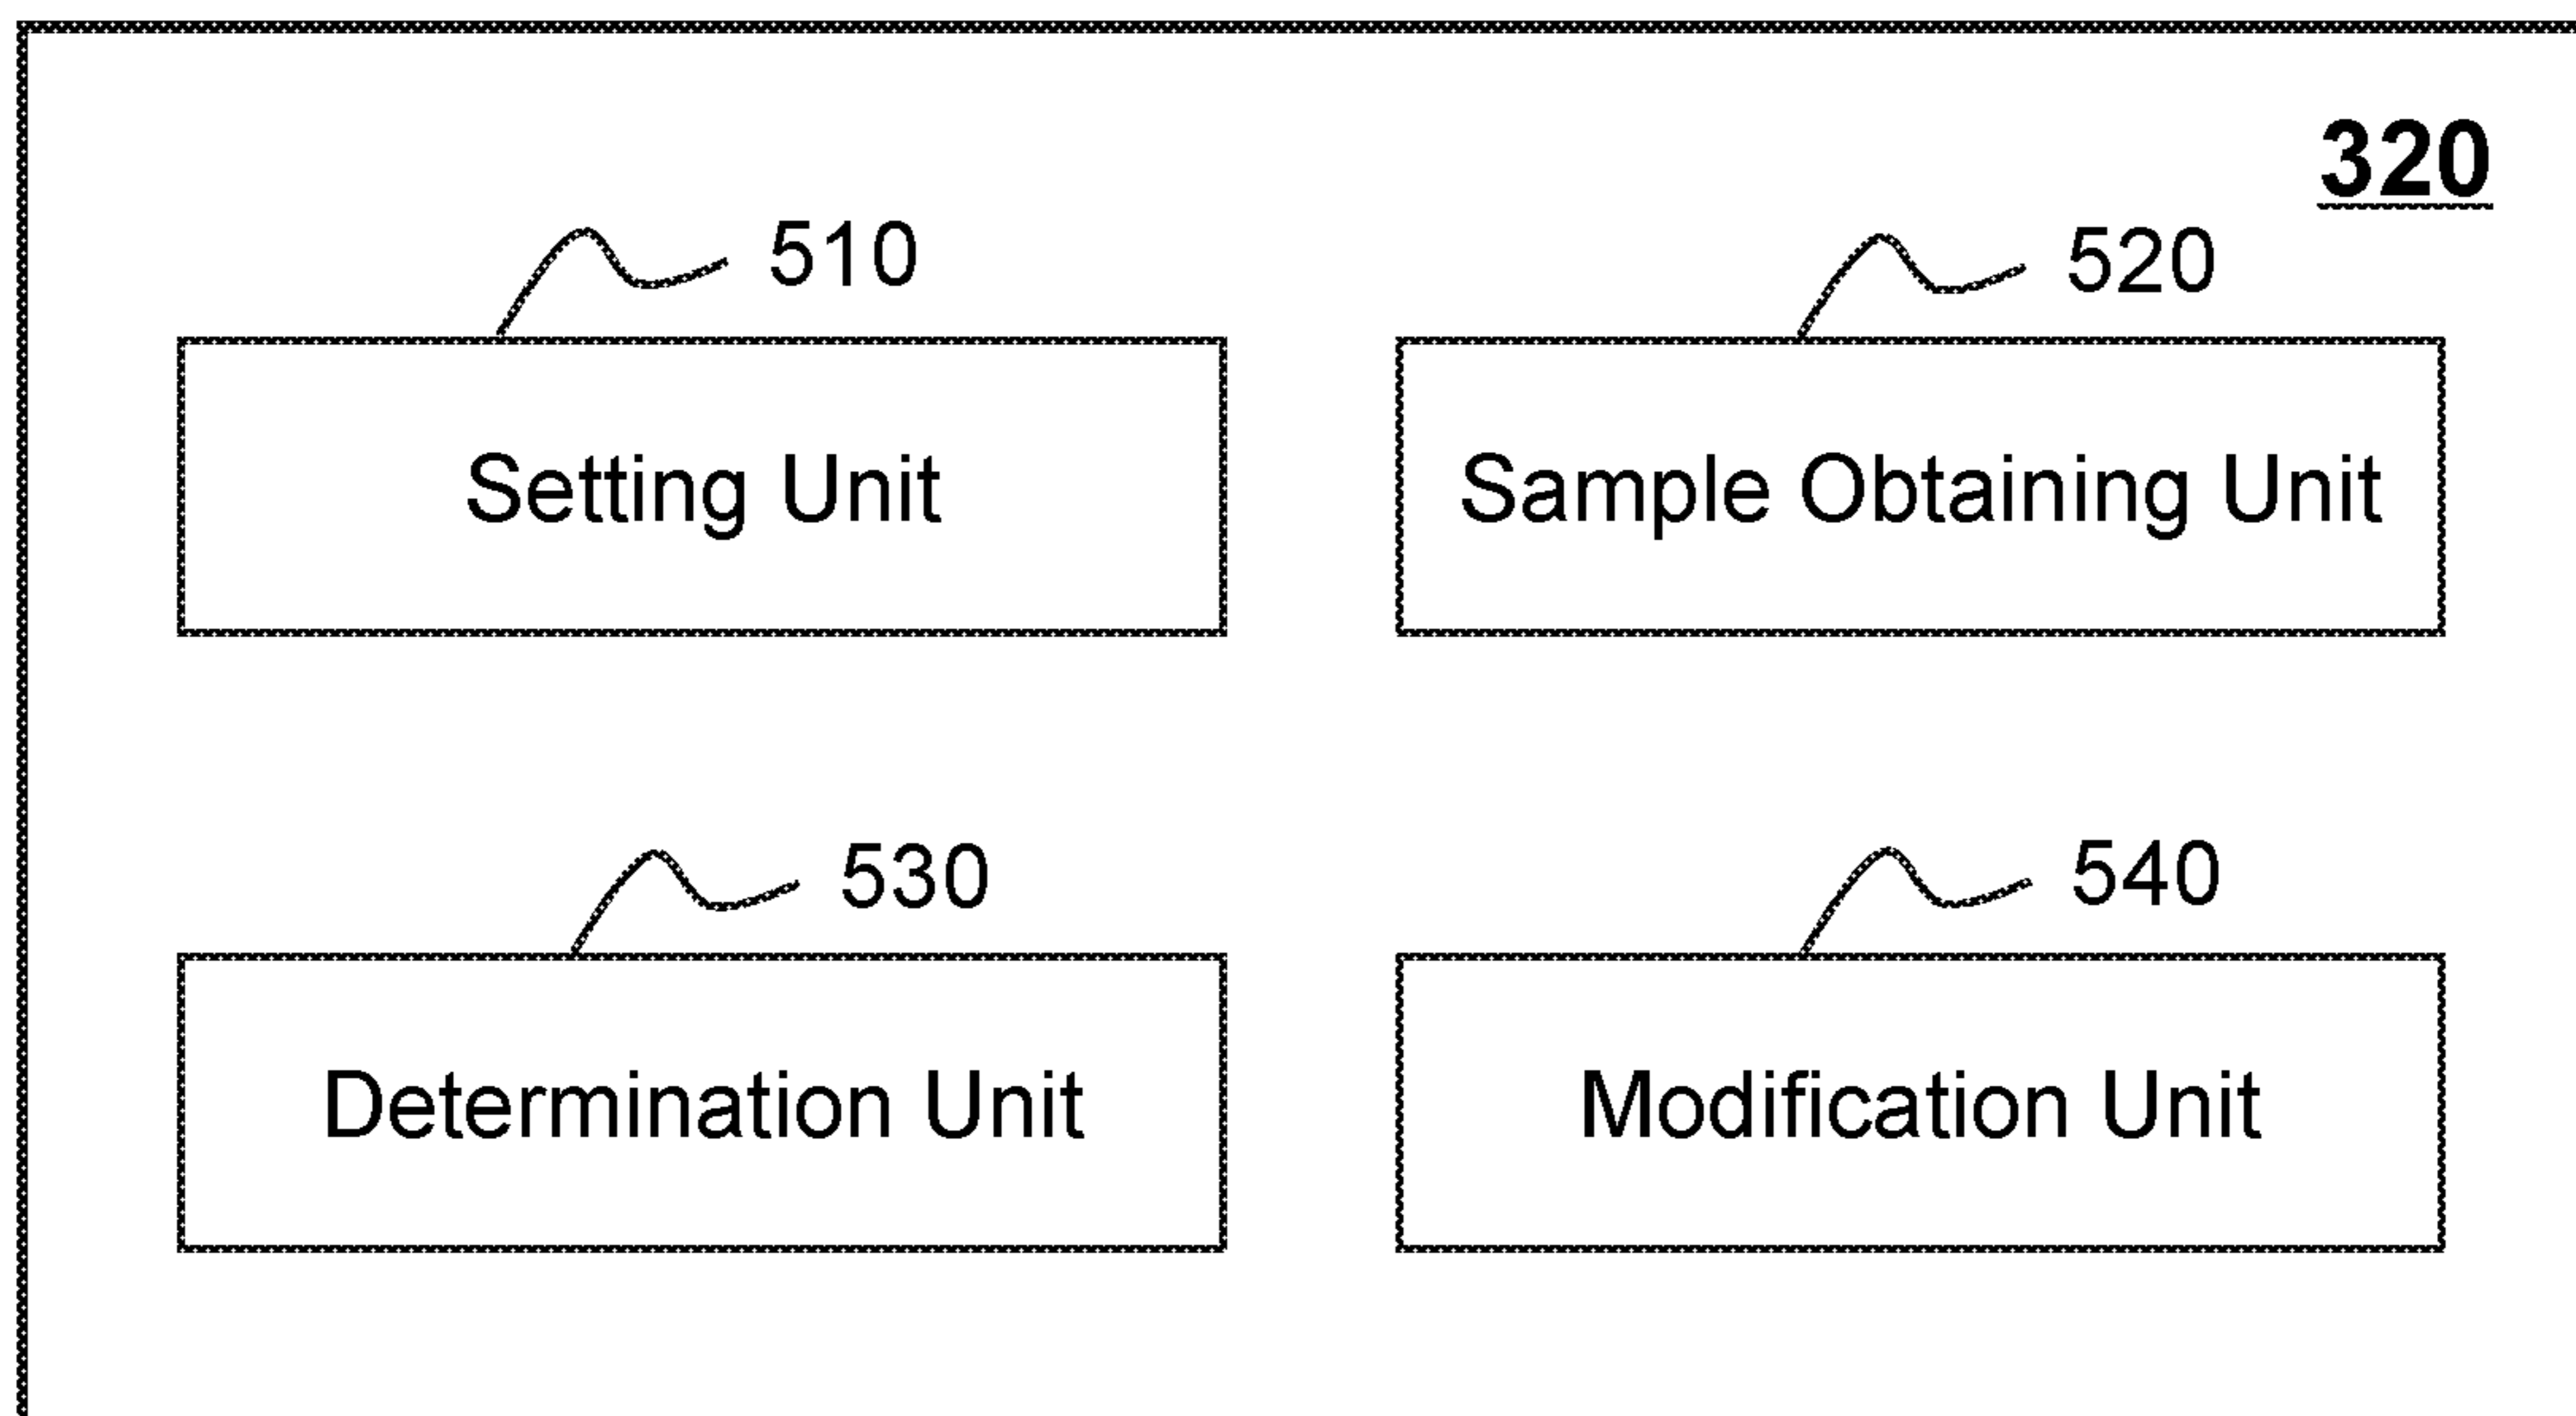 320
510
520
Setting Unit
Sample Obtaining Unit
530
540
Determination Unit
Modification Unit